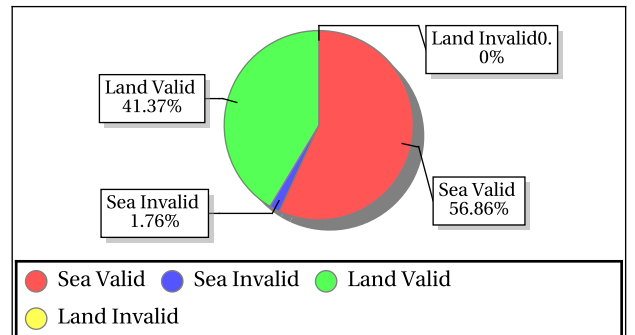 Land Invalid0.
0%
Land Valid
41.37%
Sea Valid
56.86%
Sea Invalid
1.76%
Sea Valid Sea Invalid Land Valid
Land Invalid